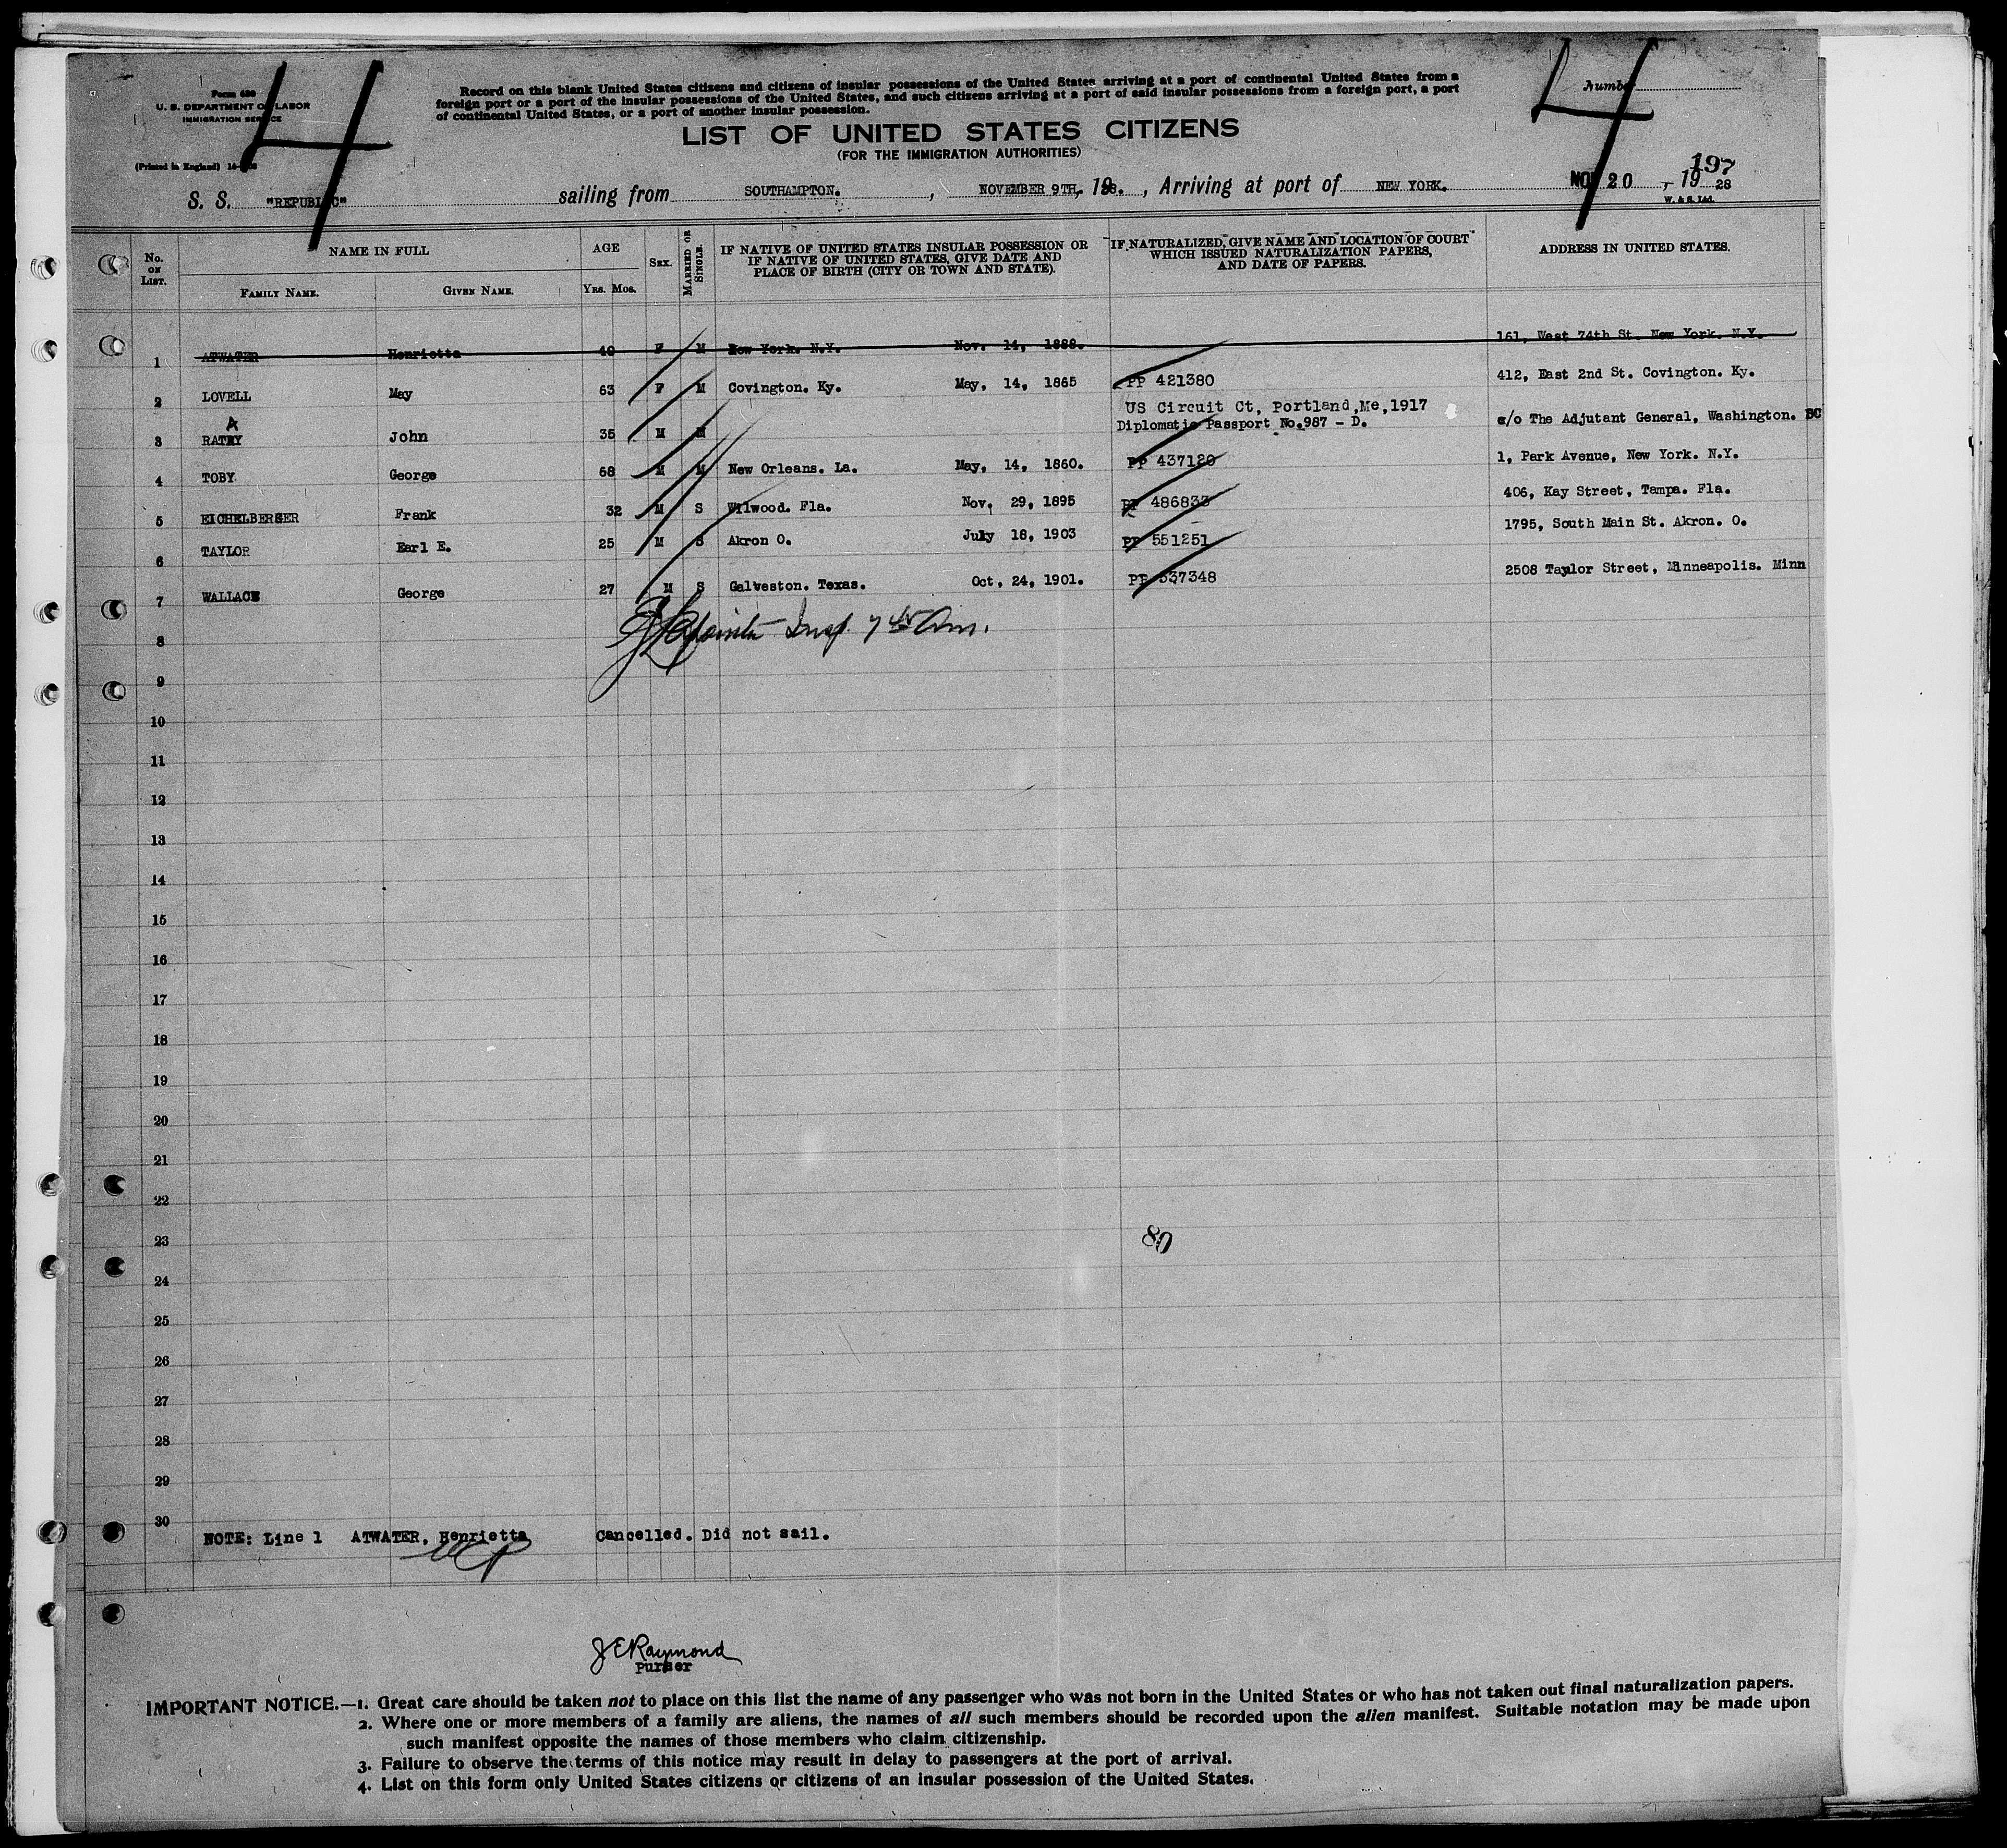 4
4
Form 630
U. S. DEPARTMENT OF LABOR
IMMIGRATION SERVICE
(Printed in England)
Record on this blank United States citizens and citizens of insular possessions of the United States arriving at a port of continental United States from a
foreign port or a port of the insular possessions of the United States, and such citizens arriving at a port of said insular possessions from a foreign port, a port
of continental United States, or a port of another insular possession.
Number
LIST OF UNITED STATES CITIZENS
(FOR THE IMMIGRATION AUTHORITIES)
197
S. S. "REPUBLIC" sailing from SOUTHAMPTON. , NOVEMBER 9TH, 1928. , Arriving at port of NEW YORK. NOV 20 , 19 28
W. & S. Ltd.
No. ON LIST. NAME IN FULL AGE SEX. MARRIED OR SINGLE. IF NATIVE OF UNITED STATES INSULAR POSSESSION OR IF NATIVE OF UNITED STATES, GIVE DATE AND PLACE OF BIRTH (CITY OR TOWN AND STATE). IF NATURALIZED, GIVE NAME AND LOCATION OF COURT WHICH ISSUED NATURALIZATION PAPERS, AND DATE OF PAPERS. ADDRESS IN UNITED STATES.
FAMILY NAME. GIVEN NAME. YRS. MOS.
1 ATWATER Henrietta 40 F M New York. N.Y. Nov. 14, 1888. 161, West 74th St. New York. N.Y.
2 LOVELL May 63 F M Covington. Ky. May, 14, 1865 PP 421380 412, East 2nd St. Covington. Ky.
A
US Circuit Ct, Portland,Me,1917
3 RATAY John 35 M M Diplomatic Passport No.987 - D. c/o The Adjutant General, Washington. DC
4 TOBY George 68 M M New Orleans. La. May, 14, 1860. PP 437120 1, Park Avenue, New York. N.Y.
5 EICHELBERGER Frank 32 M S Wilwood. Fla. Nov. 29, 1895 PP 486833 406, Kay Street, Tampa. Fla.
6 TAYLOR Earl E. 25 M S Akron O. July 18, 1903 PP 551251 1795, South Main St. Akron. O.
7 WALLACE George 27 M S Galveston. Texas. Oct, 24, 1901. PP 537348 2508 Taylor Street, Minneapolis. Minn
8 Insp. 7 45 Am.
9
10
11
12
13
14
15
16
17
18
19
20
21
22
23 80
24
25
26
27
28
29
30
NOTE: Line 1 ATWATER, Henrietta Cancelled. Did not sail.
J E Raymond
purser
IMPORTANT NOTICE.—1. Great care should be taken not to place on this list the name of any passenger who was not born in the United States or who has not taken out final naturalization papers.
2. Where one or more members of a family are aliens, the names of all such members should be recorded upon the alien manifest. Suitable notation may be made upon
such manifest opposite the names of those members who claim citizenship.
3. Failure to observe the terms of this notice may result in delay to passengers at the port of arrival.
4. List on this form only United States citizens or citizens of an insular possession of the United States.